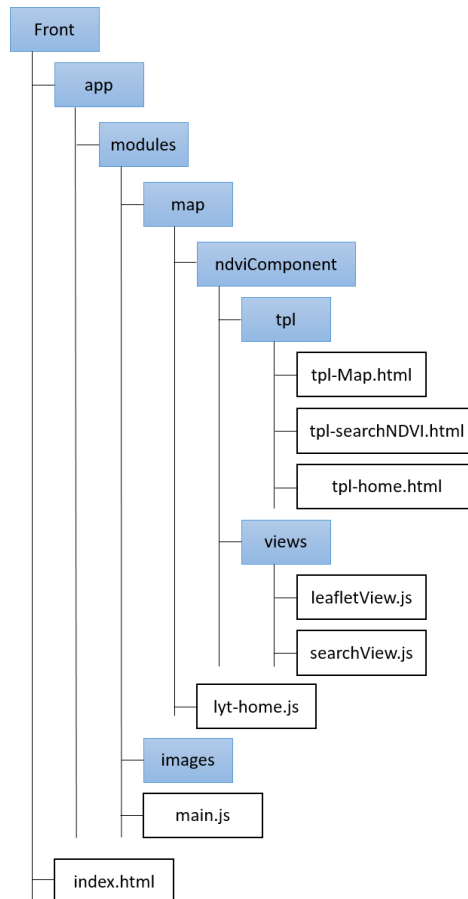 Front
app
modules
map
ndviComponent
tpl
tpl-Map.html
tpl-searchNDVI.html
tpl-home.html
views
leafletView.js
searchView.js
lyt-home.js
images
main.js
index.html